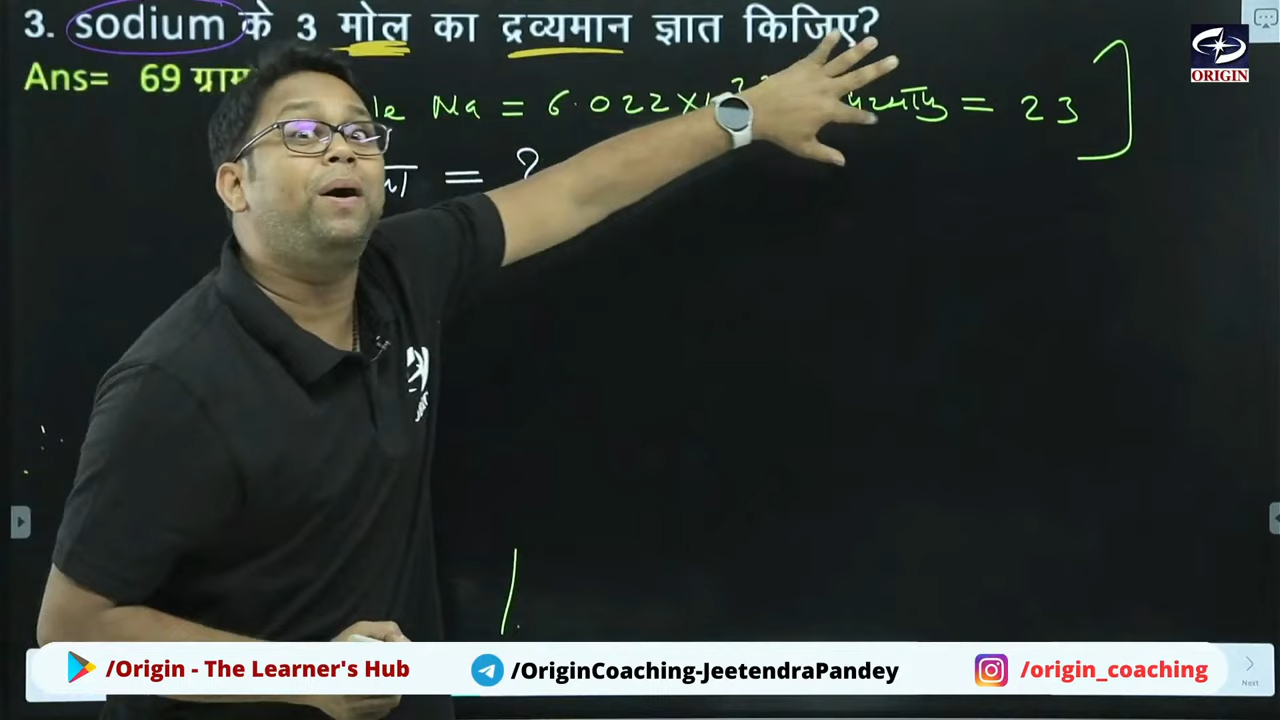 3. sodium के 3 मोल का द्रव्यमान ज्ञात किजिए?
Ans= 69 ग्राम
Na = 6.022 ×
= 23
= ?
ORIGIN
/Origin - The Learner's Hub
/OriginCoaching-JeetendraPandey
/origin_coaching
Next